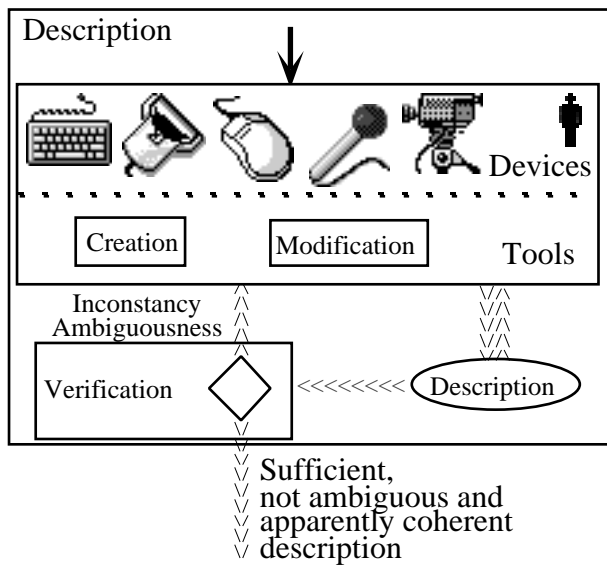 Description
Devices
Creation
Modification
Tools
Inconstancy
Ambiguousness
Verification
Description
Sufficient,
not ambiguous and
apparently coherent
description